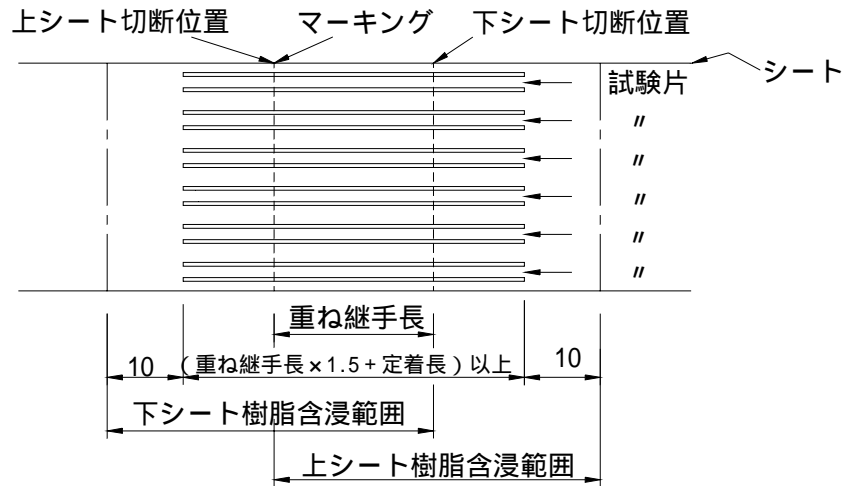 上シート切断位置 マーキング 下シート切断位置
シート
試験片
〃
〃
〃
〃
〃
重ね継手長
10 (重ね継手長×1.5+定着長)以上 10
下シート樹脂含浸範囲
上シート樹脂含浸範囲